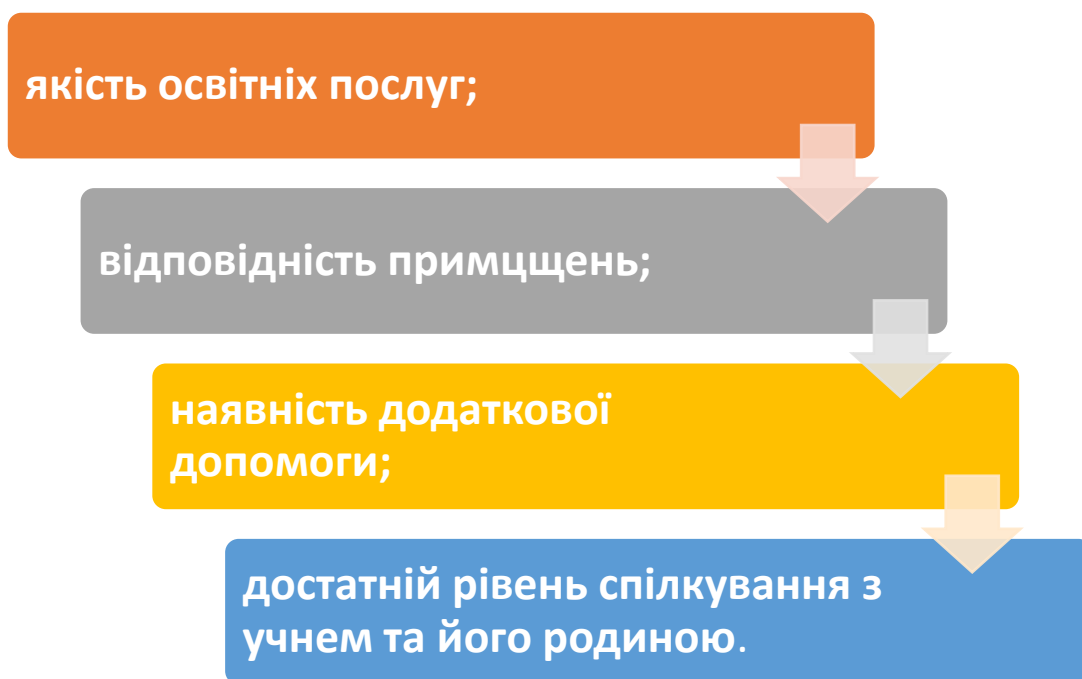 якість освітніх послуг;
відповідність примцщень;
наявність додаткової
допомоги;
достатній рівень спілкування з
учнем та його родиною.